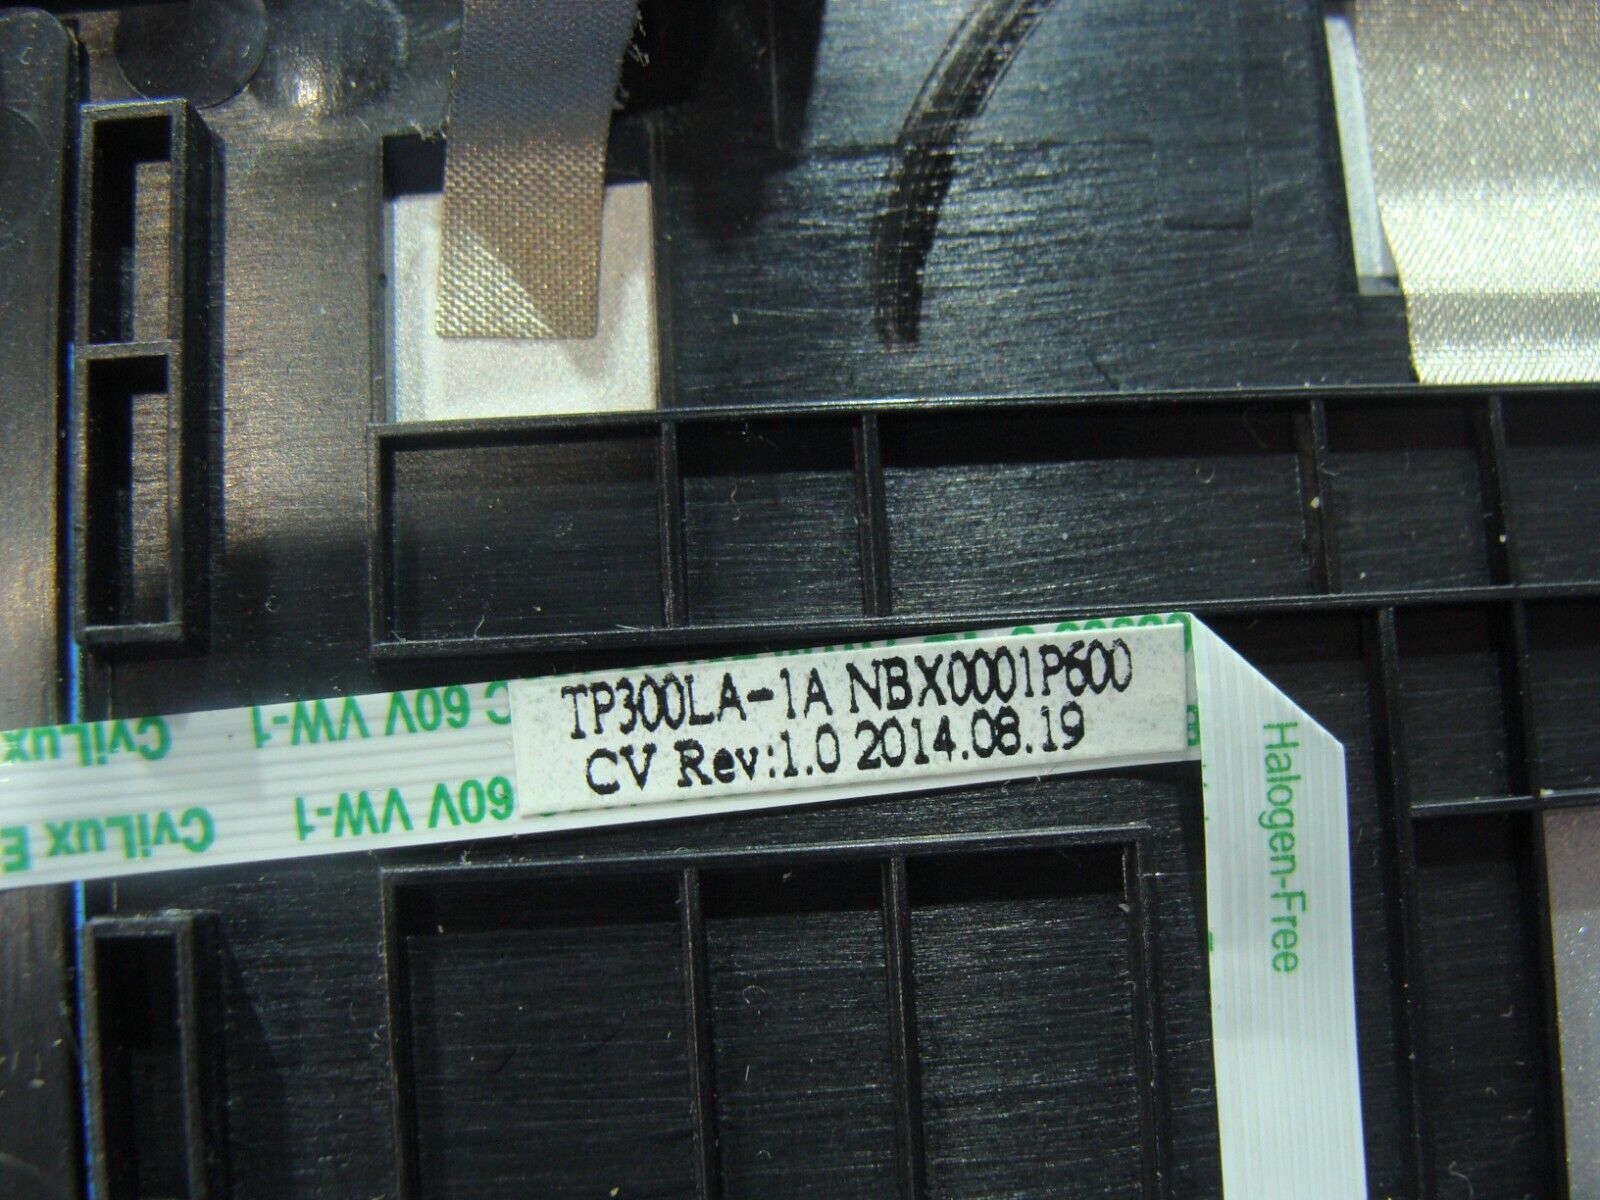 TP300LA-1A NBX0001P600
CV Rev:1.0 2014.08.19
C 60V VW-1 CviLux
60V VW-1 CviLux E
Halogen-Free